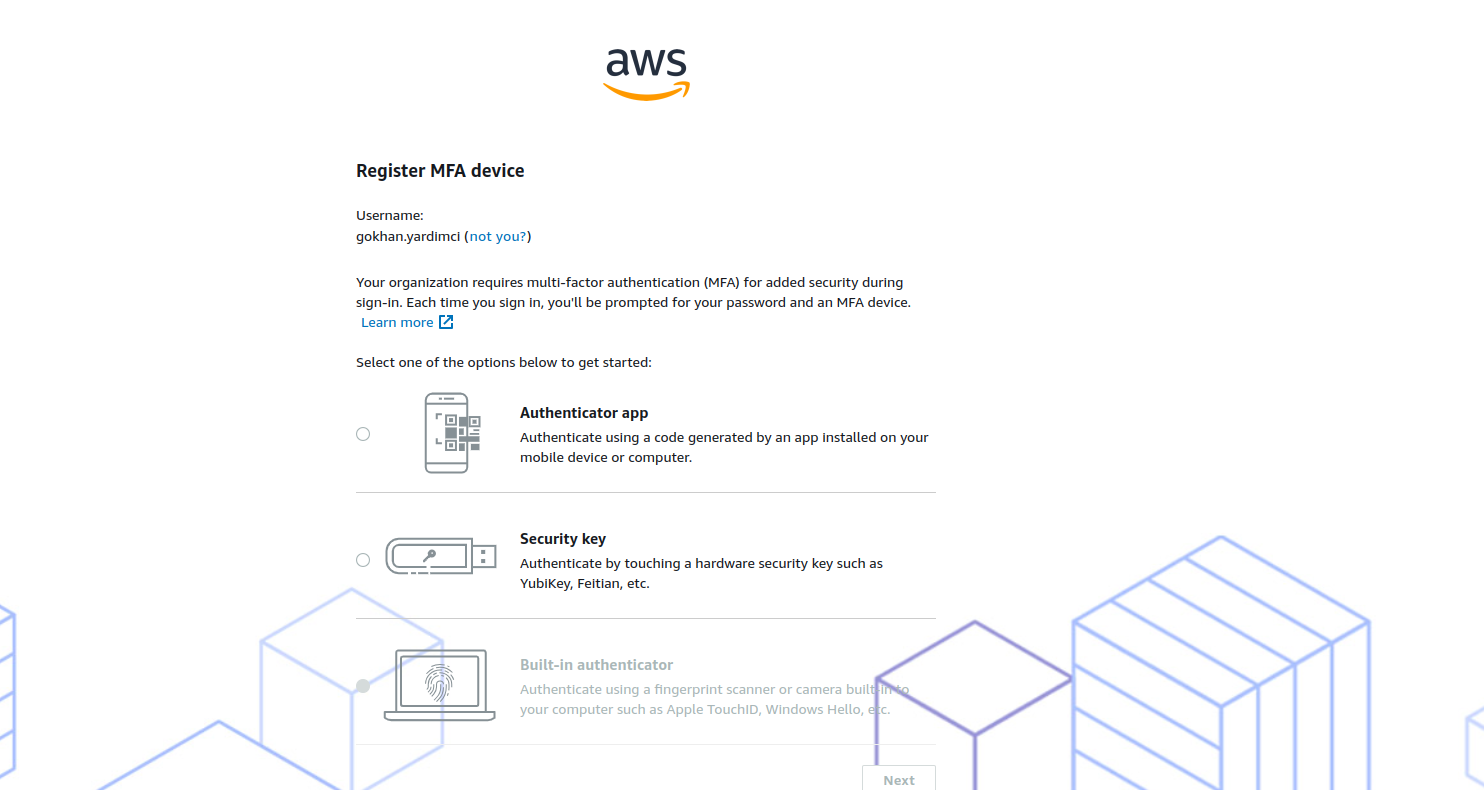 aws
Register MFA device
Username:
gokhan.yardimci (not you?)
Your organization requires multi-factor authentication (MFA) for added security during
sign-in. Each time you sign in, you'll be prompted for your password and an MFA device.
Learn more
Select one of the options below to get started:
Authenticator app
Authenticate using a code generated by an app installed on your
mobile device or computer.
Security key
Authenticate by touching a hardware security key such as
YubiKey, Feitian, etc.
Built-in authenticator
Authenticate using a fingerprint scanner or camera built-in to
your computer such as Apple TouchID, Windows Hello, etc.
Next